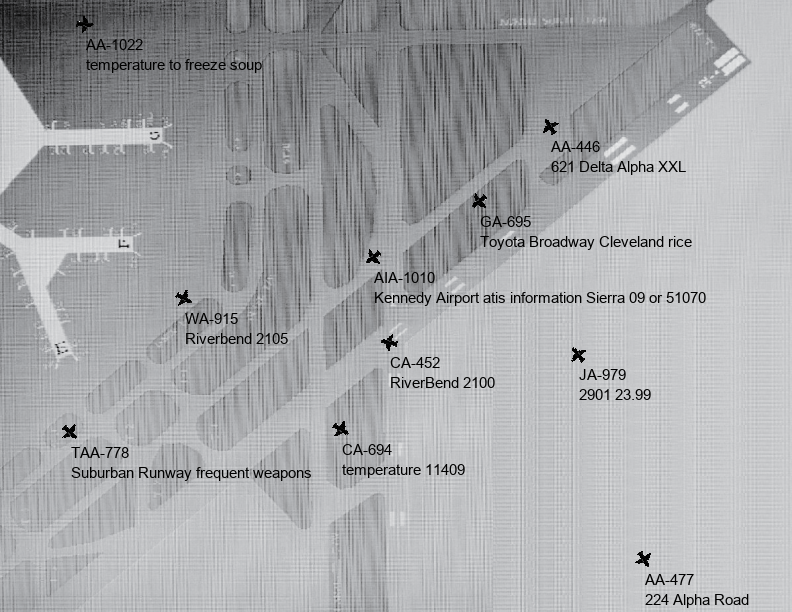 AA-1022
temperature to freeze soup
AA-446
621 Delta Alpha XXL
GA-695
Toyota Broadway Cleveland rice
AIA-1010
Kennedy Airport atis information Sierra 09 or 51070
WA-915
Riverbend 2105
CA-452
RiverBend 2100
JA-979
2901 23.99
TAA-778
Suburban Runway frequent weapons
CA-694
temperature 11409
AA-477
224 Alpha Road